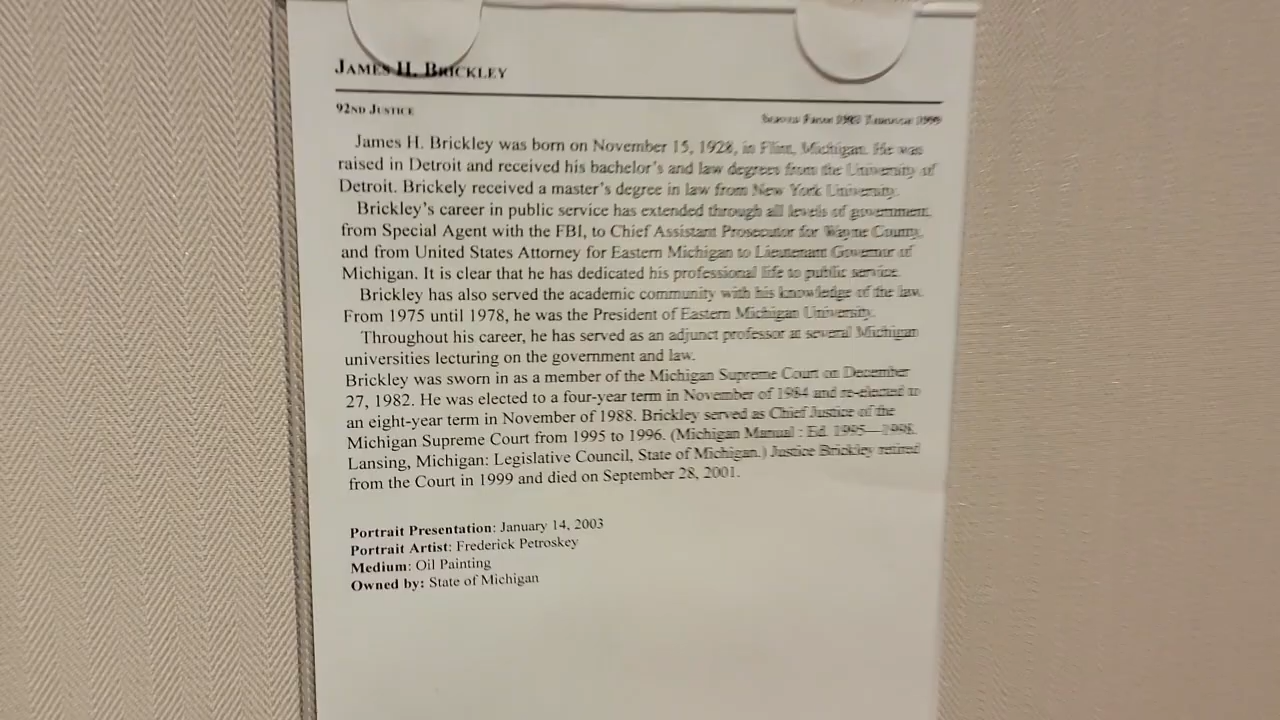 JAMES H. BRICKLEY
92ND JUSTICE
Served From 1982 Through 1999
James H. Brickley was born on November 15, 1928, in Flint, Michigan. He was
raised in Detroit and received his bachelor's and law degrees from the University of
Detroit. Brickely received a master's degree in law from New York University.
Brickley's career in public service has extended through all levels of government,
from Special Agent with the FBI, to Chief Assistant Prosecutor for Wayne County,
and from United States Attorney for Eastern Michigan to Lieutenant Governor of
Michigan. It is clear that he has dedicated his professional life to public service.
Brickley has also served the academic community with his knowledge of the law.
From 1975 until 1978, he was the President of Eastern Michigan University.
Throughout his career, he has served as an adjunct professor at several Michigan
universities lecturing on the government and law.
Brickley was sworn in as a member of the Michigan Supreme Court on December
27, 1982. He was elected to a four-year term in November of 1984 and re-elected to
an eight-year term in November of 1988. Brickley served as Chief Justice of the
Michigan Supreme Court from 1995 to 1996. (Michigan Manual : Ed. 1995—1996.
Lansing, Michigan: Legislative Council, State of Michigan.) Justice Brickley retired
from the Court in 1999 and died on September 28, 2001.
Portrait Presentation: January 14, 2003
Portrait Artist: Frederick Petroskey
Medium: Oil Painting
Owned by: State of Michigan